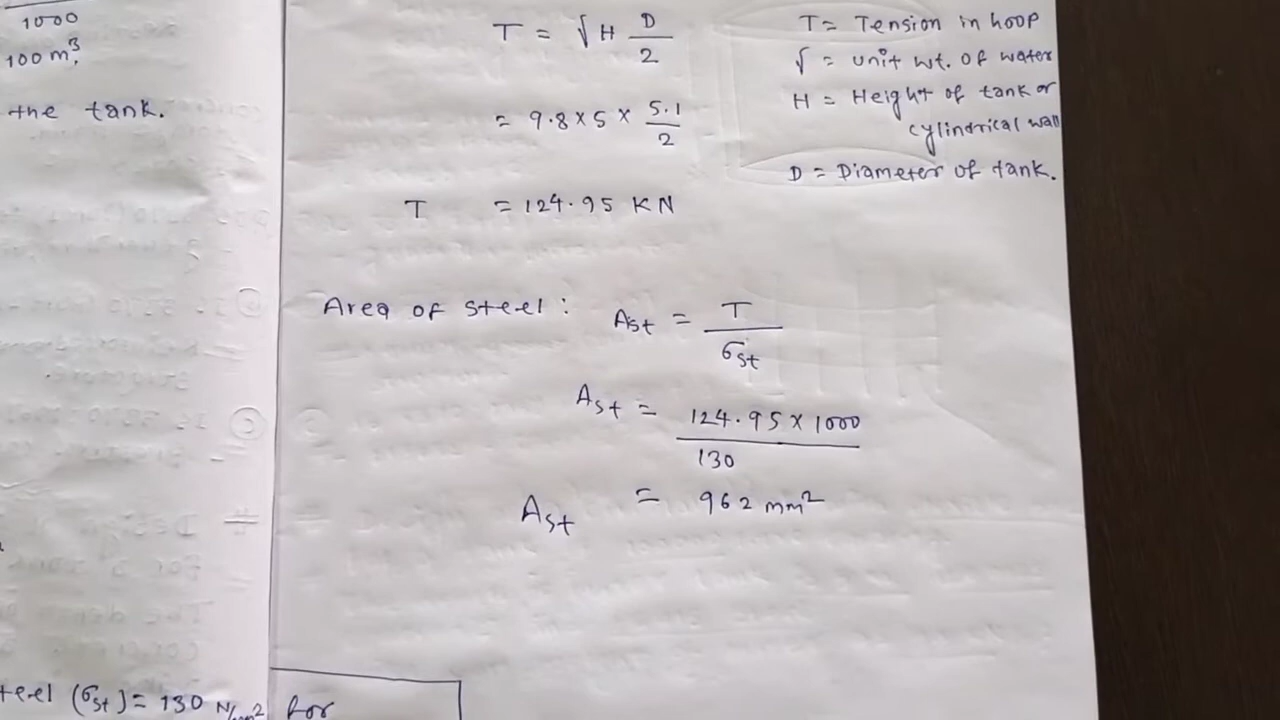 1000
100 m³.
the tank.
teel (σst) = 130 N/mm² for
T = √ H D/2
= 9.8 x 5 x 5.1/2
T = 124.95 KN
T = Tension in hoop
√ = unit wt. of water
H = Height of tank or
cylindrical wall
D = Diameter of tank.
Area of steel : Ast = T/σst
Ast = 124.95 x 1000/130
Ast = 962 mm²